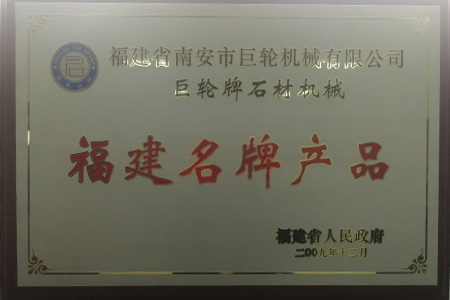 福建省南安市巨轮机械有限公司
巨轮牌石材机械
福建名牌产品
福建省人民政府
二00九年十二月